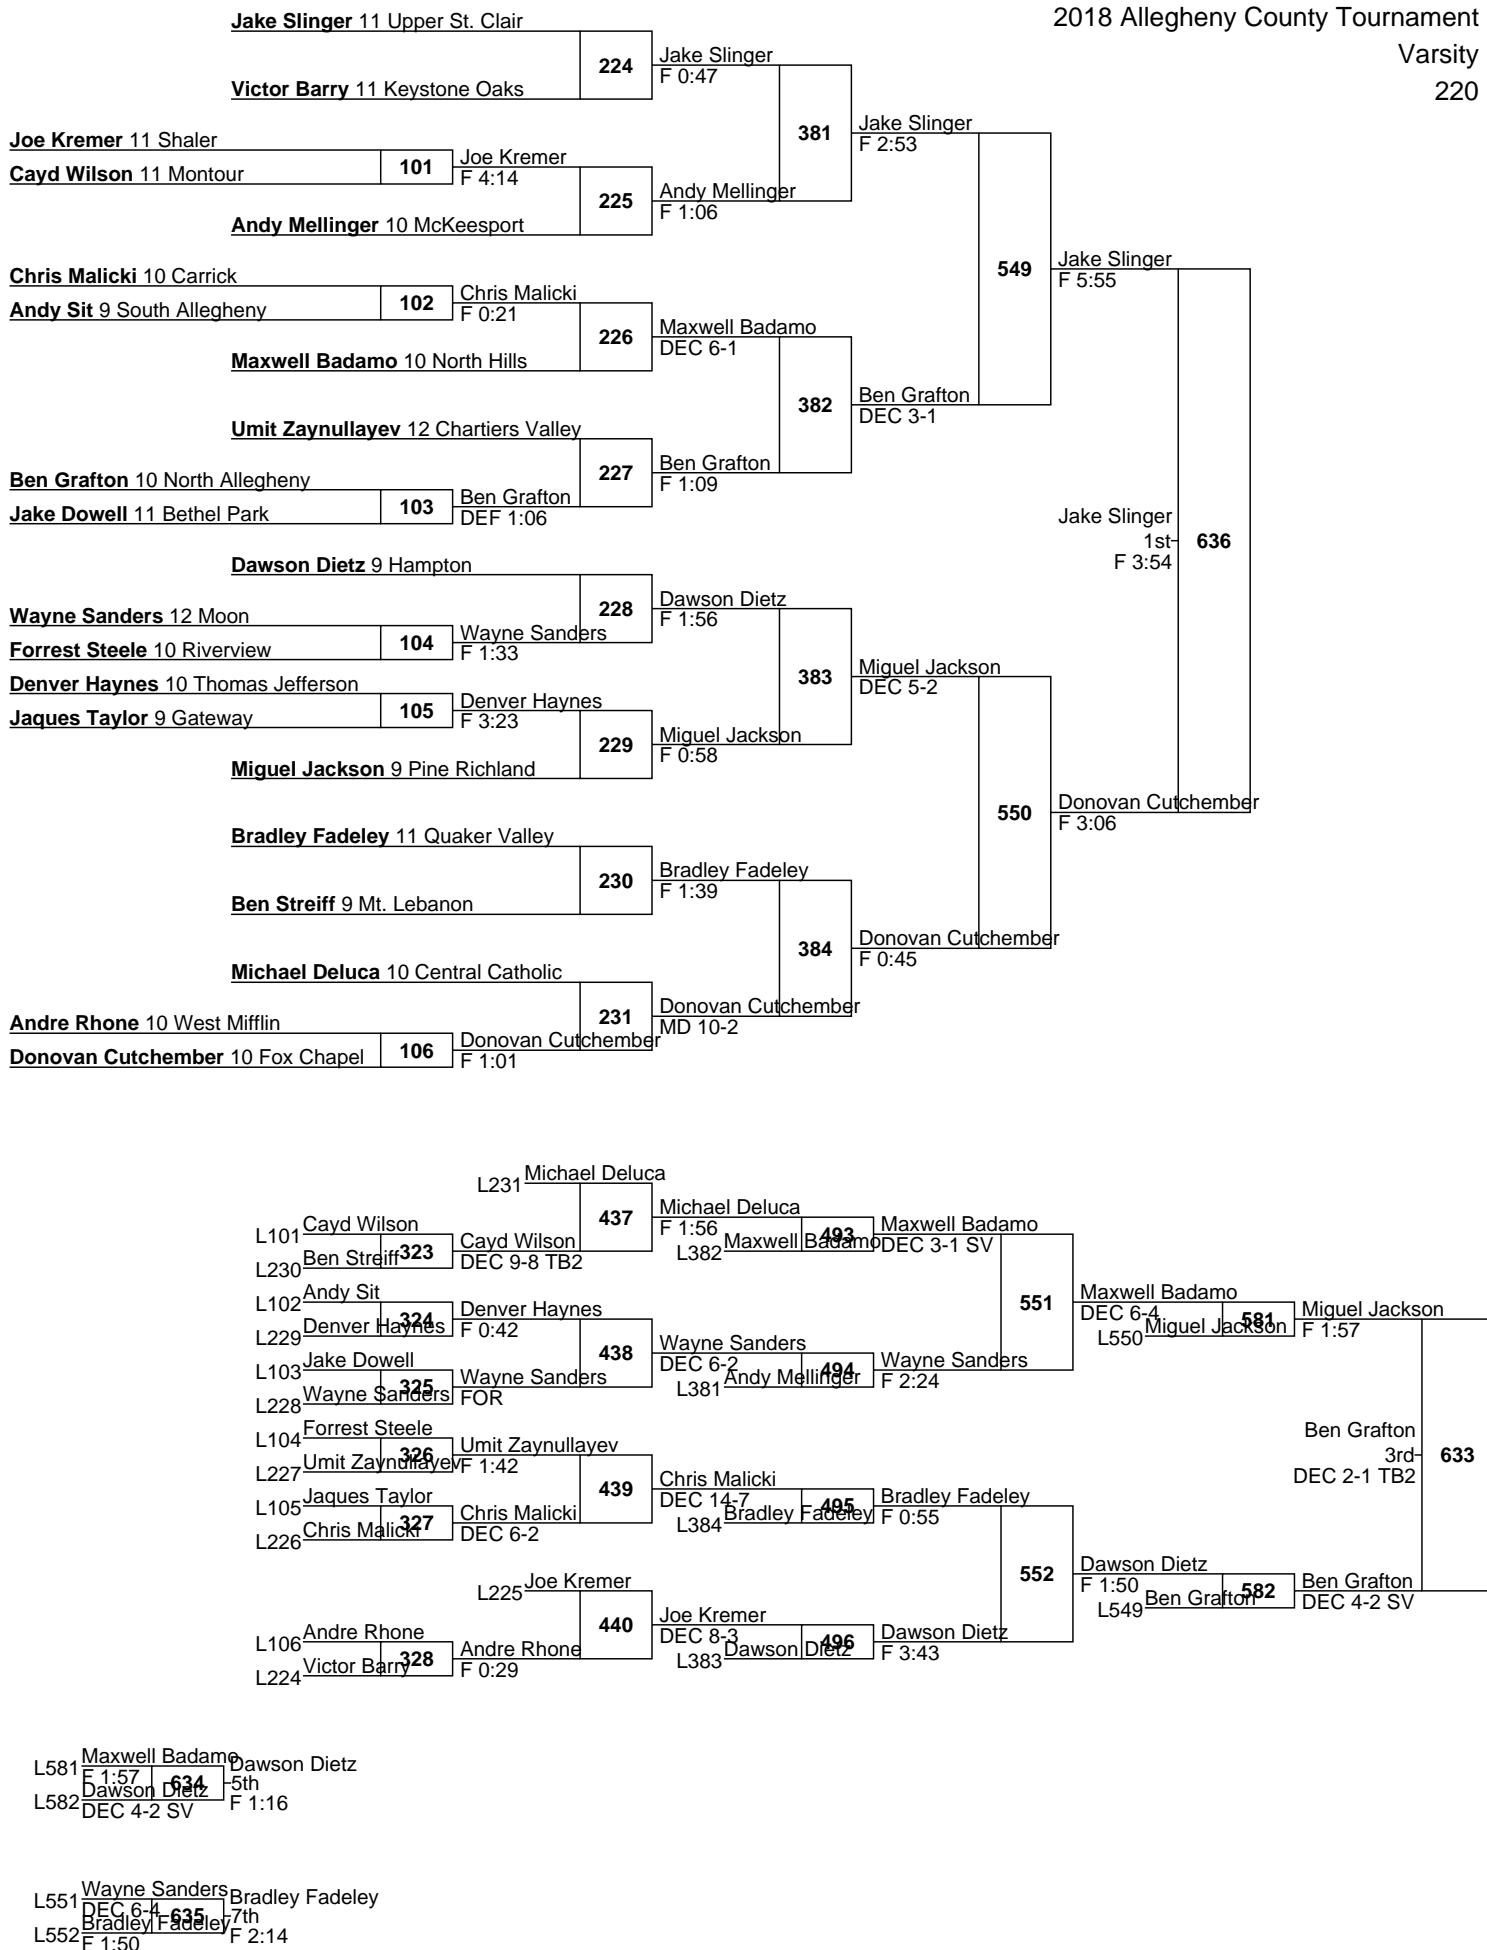 2018 Allegheny County Tournament
Varsity
220
Jake Slinger 11 Upper St. Clair
224
Jake Slinger
F 0:47
Victor Barry 11 Keystone Oaks
381
Jake Slinger
F 2:53
Joe Kremer 11 Shaler
101
Joe Kremer
F 4:14
Cayd Wilson 11 Montour
225
Andy Mellinger
F 1:06
Andy Mellinger 10 McKeesport
549
Jake Slinger
F 5:55
Chris Malicki 10 Carrick
102
Chris Malicki
F 0:21
Andy Sit 9 South Allegheny
226
Maxwell Badamo
DEC 6-1
Maxwell Badamo 10 North Hills
382
Ben Grafton
DEC 3-1
Umit Zaynullayev 12 Chartiers Valley
227
Ben Grafton
F 1:09
Ben Grafton 10 North Allegheny
103
Ben Grafton
DEF 1:06
Jake Dowell 11 Bethel Park
Jake Slinger
1st
F 3:54
636
Dawson Dietz 9 Hampton
228
Dawson Dietz
F 1:56
Wayne Sanders 12 Moon
104
Wayne Sanders
F 1:33
Forrest Steele 10 Riverview
383
Miguel Jackson
DEC 5-2
Denver Haynes 10 Thomas Jefferson
105
Denver Haynes
F 3:23
Jaques Taylor 9 Gateway
229
Miguel Jackson
F 0:58
Miguel Jackson 9 Pine Richland
550
Donovan Cutchember
F 3:06
Bradley Fadeley 11 Quaker Valley
230
Bradley Fadeley
F 1:39
Ben Streiff 9 Mt. Lebanon
384
Donovan Cutchember
F 0:45
Michael Deluca 10 Central Catholic
231
Donovan Cutchember
MD 10-2
Andre Rhone 10 West Mifflin
106
Donovan Cutchember
F 1:01
Donovan Cutchember 10 Fox Chapel
L231 Michael Deluca
437
Michael Deluca
F 1:56
L101 Cayd Wilson
323
Cayd Wilson
DEC 9-8 TB2
L230 Ben Streiff
L382 Maxwell Badamo
493
Maxwell Badamo
DEC 3-1 SV
L102 Andy Sit
324
Denver Haynes
F 0:42
L229 Denver Haynes
551
Maxwell Badamo
DEC 6-4
L550 Miguel Jackson
581
Miguel Jackson
F 1:57
438
Wayne Sanders
DEC 6-2
L103 Jake Dowell
325
Wayne Sanders
FOR
L228 Wayne Sanders
L381 Andy Mellinger
494
Wayne Sanders
F 2:24
L104 Forrest Steele
326
Umit Zaynullayev
F 1:42
L227 Umit Zaynullayev
Ben Grafton
3rd
DEC 2-1 TB2
633
439
Chris Malicki
DEC 14-7
L105 Jaques Taylor
327
Chris Malicki
DEC 6-2
L226 Chris Malicki
L384 Bradley Fadeley
495
Bradley Fadeley
F 0:55
552
Dawson Dietz
F 1:50
L549 Ben Grafton
582
Ben Grafton
DEC 4-2 SV
L225 Joe Kremer
440
Joe Kremer
DEC 8-3
L106 Andre Rhone
328
Andre Rhone
F 0:29
L224 Victor Barry
L383 Dawson Dietz
496
Dawson Dietz
F 3:43
L581 Maxwell Badamo
F 1:57
634
Dawson Dietz
5th
F 1:16
L582 Dawson Dietz
DEC 4-2 SV
L551 Wayne Sanders
DEC 6-4
635
Bradley Fadeley
7th
F 2:14
L552 Bradley Fadeley
F 1:50